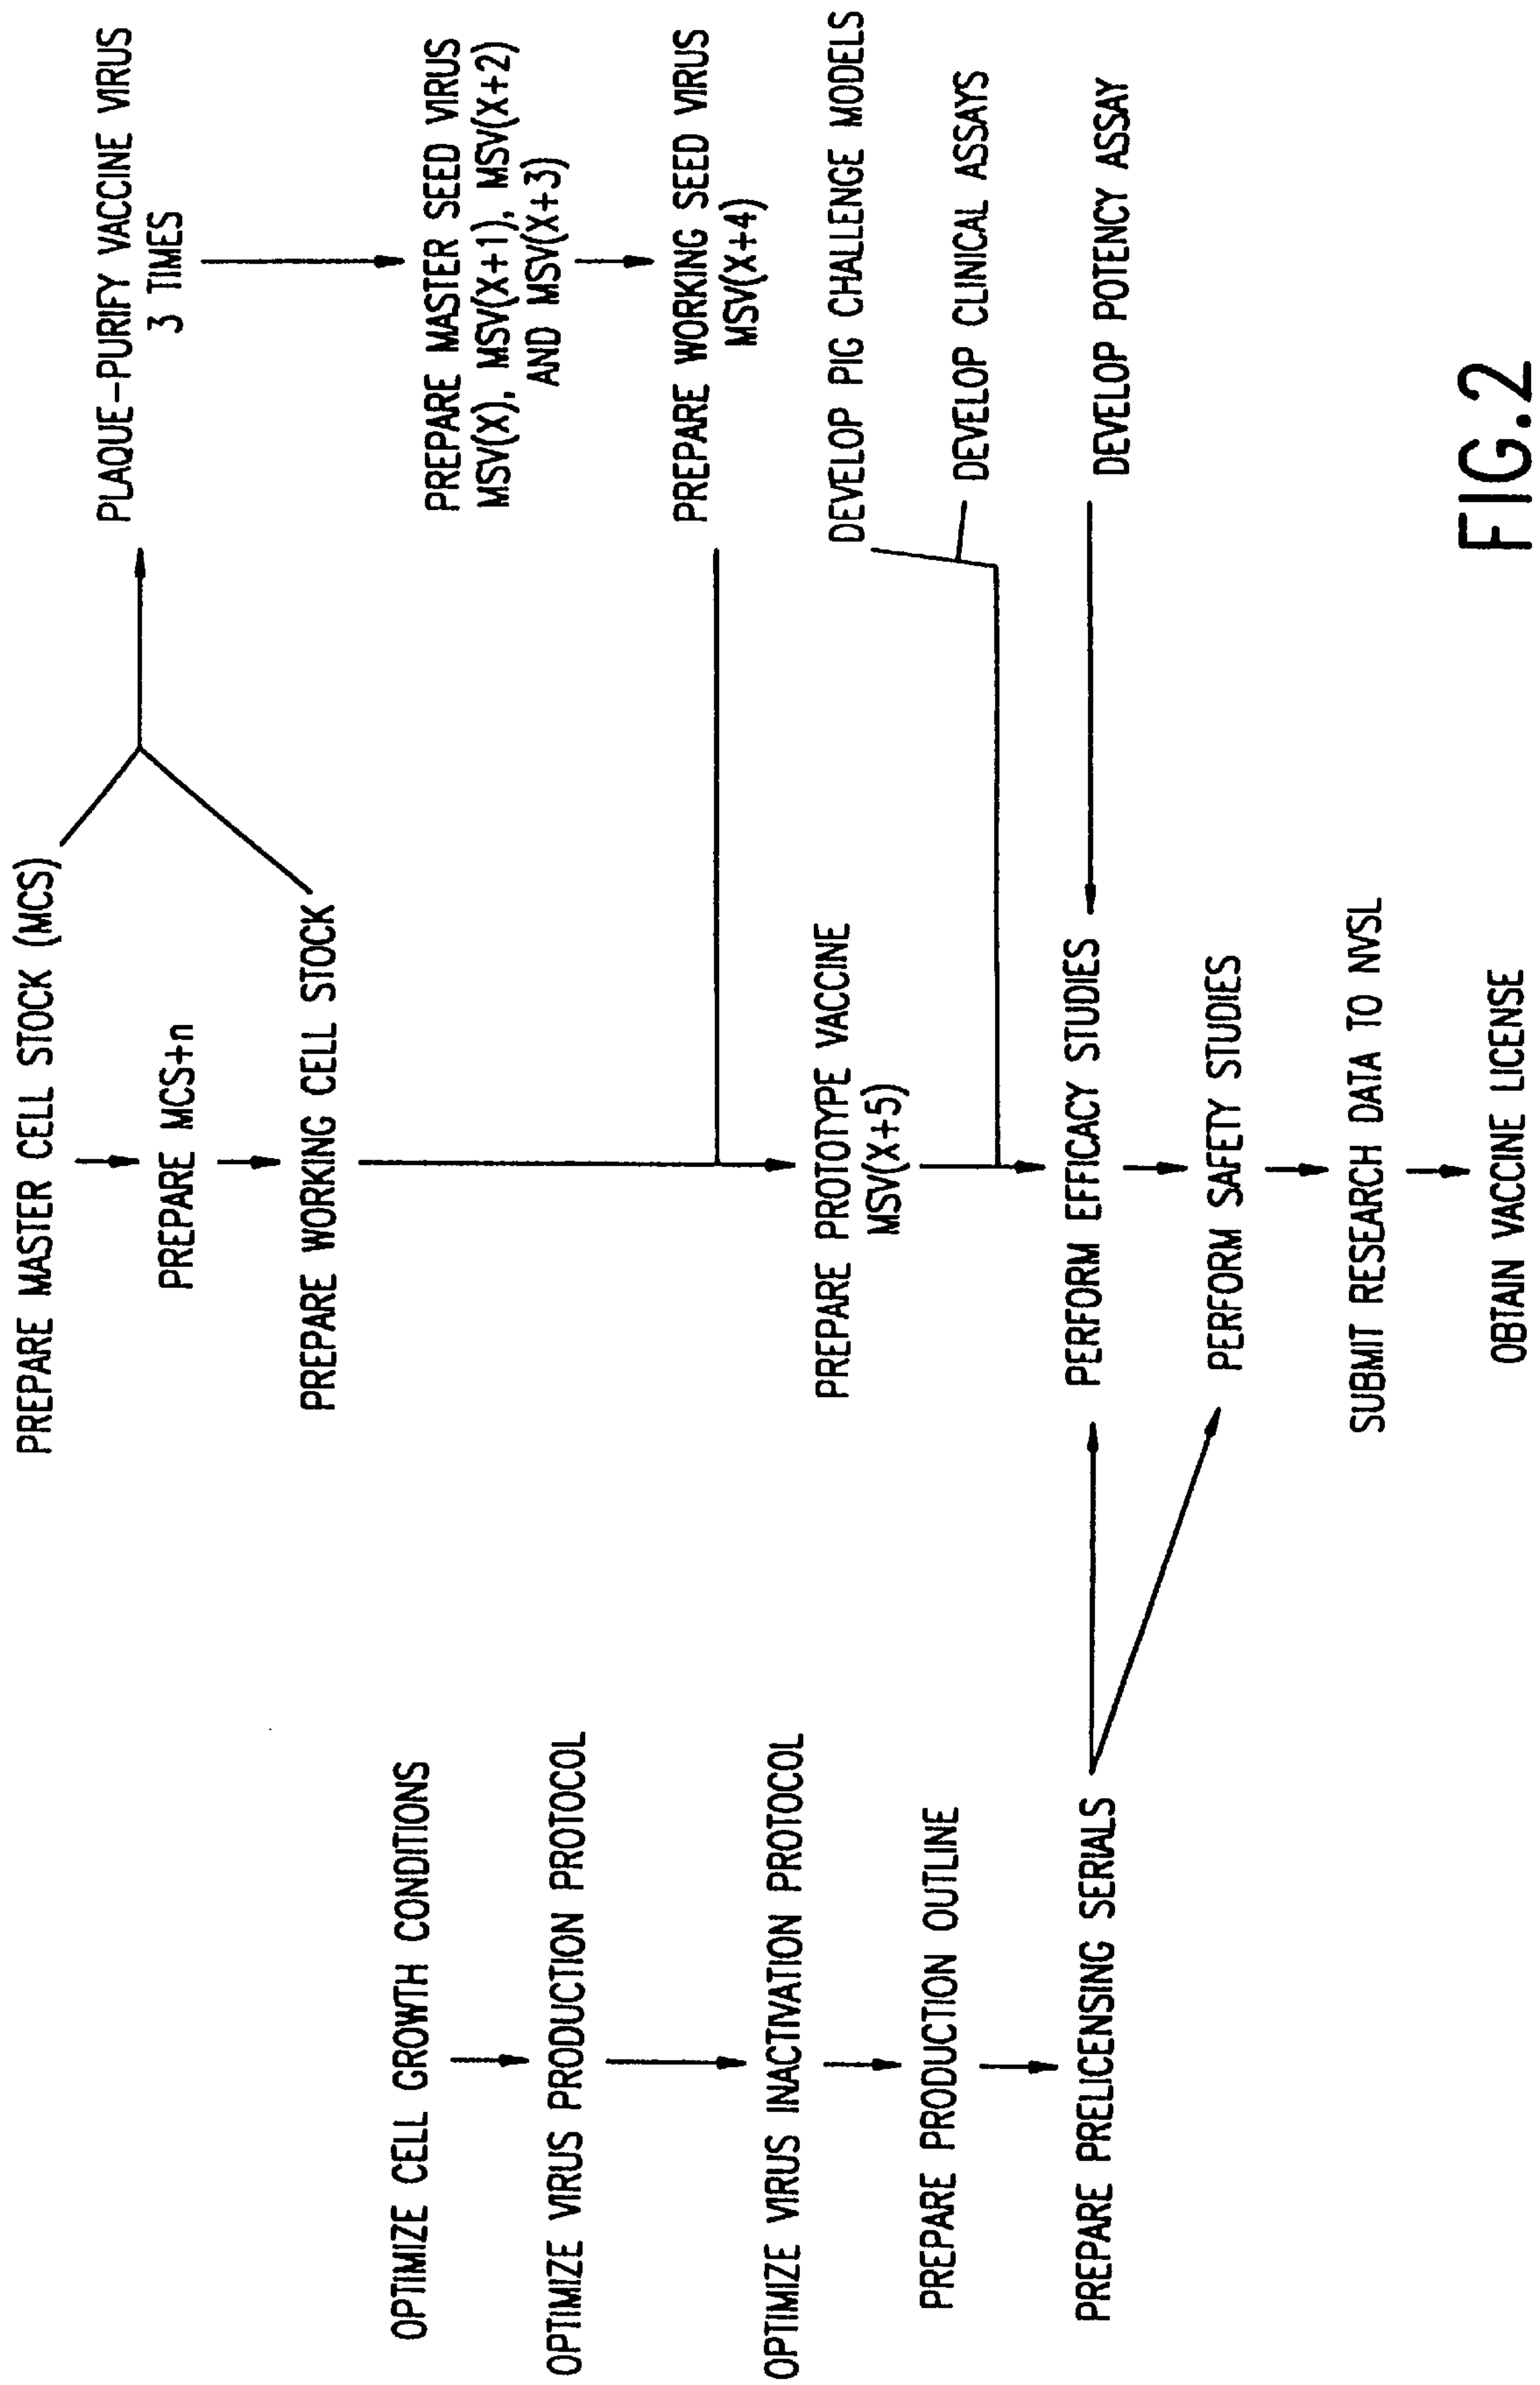 PREPARE MASTER CELL STOCK (MCS)
PREPARE MCS+n
PREPARE WORKING CELL STOCK
PLAQUE-PURIFY VACCINE VIRUS
3 TIMES
PREPARE MASTER SEED VIRUS
MSV(X), MSV(X+1), MSV(X+2)
AND MSV(X+3)
PREPARE WORKING SEED VIRUS
MSV(X+4)
OPTIMIZE CELL GROWTH CONDITIONS
OPTIMIZE VIRUS PRODUCTION PROTOCOL
OPTIMIZE VIRUS INACTIVATION PROTOCOL
PREPARE PRODUCTION OUTLINE
PREPARE PRELICENSING SERIALS
PREPARE PROTOTYPE VACCINE
MSV(X+5)
DEVELOP PIG CHALLENGE MODELS
DEVELOP CLINICAL ASSAYS
DEVELOP POTENCY ASSAY
PERFORM EFFICACY STUDIES
PERFORM SAFETY STUDIES
SUBMIT RESEARCH DATA TO NVSL
OBTAIN VACCINE LICENSE
FIG.2